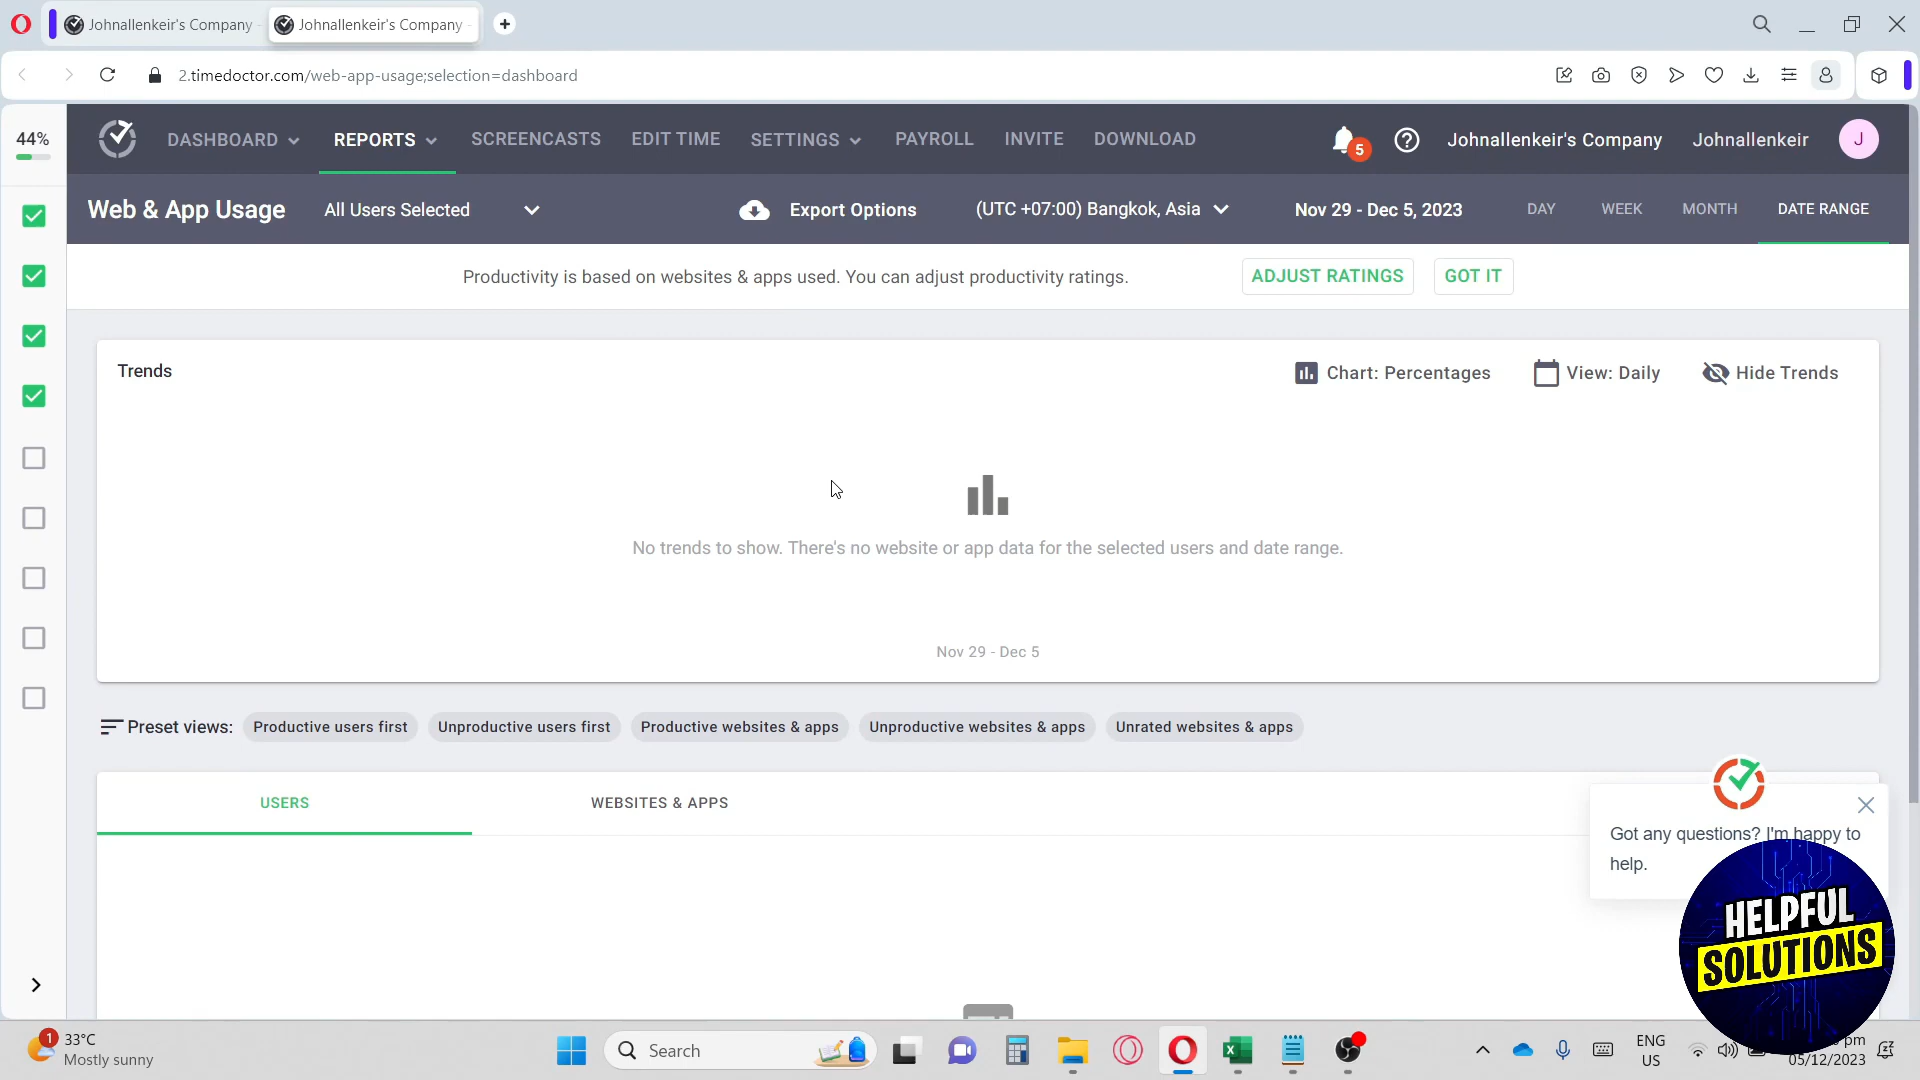 Johnallenkeir's Company
Johnallenkeir's Company
2.timedoctor.com/web-app-usage;selection=dashboard
44%
DASHBOARD
REPORTS
SCREENCASTS
EDIT TIME
SETTINGS
PAYROLL
INVITE
DOWNLOAD
5
Johnallenkeir's Company
Johnallenkeir
J
Web & App Usage
All Users Selected
Export Options
(UTC +07:00) Bangkok, Asia
Nov 29 - Dec 5, 2023
DAY
WEEK
MONTH
DATE RANGE
Productivity is based on websites & apps used. You can adjust productivity ratings.
ADJUST RATINGS
GOT IT
Trends
Chart: Percentages
View: Daily
Hide Trends
No trends to show. There's no website or app data for the selected users and date range.
Nov 29 - Dec 5
Preset views:
Productive users first
Unproductive users first
Productive websites & apps
Unproductive websites & apps
Unrated websites & apps
USERS
WEBSITES & APPS
Got any questions? I'm happy to
help.
HELPFUL
SOLUTIONS
1
33°C
Mostly sunny
Search
ENG
US
pm
05/12/2023